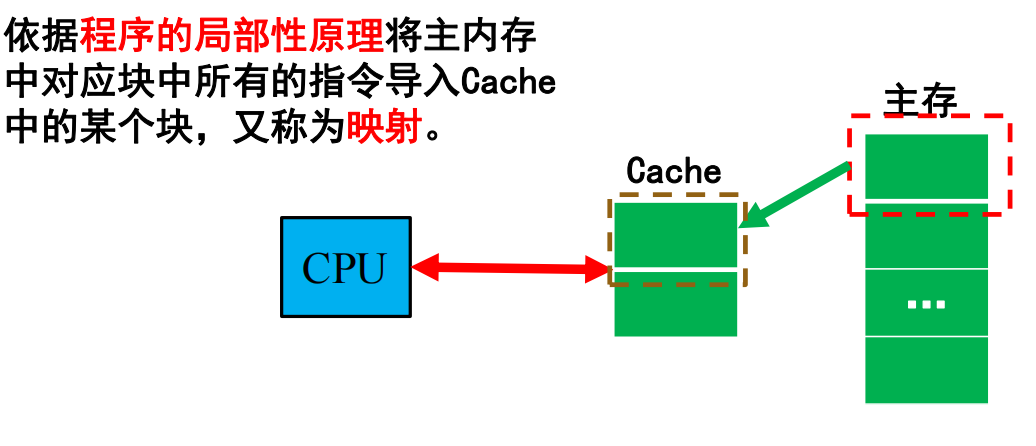 依据程序的局部性原理将主内存
中对应块中所有的指令导入Cache
中的某个块，又称为映射。
主存
Cache
CPU
...